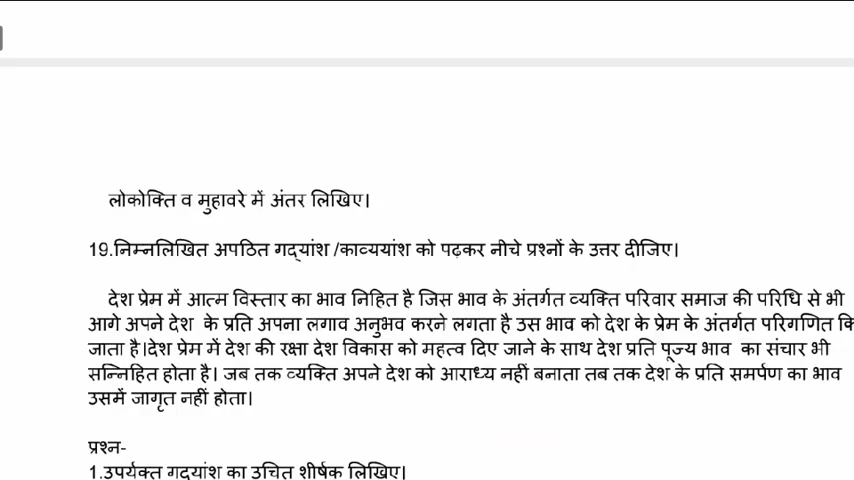 लोकोक्ति व मुहावरे में अंतर लिखिए।
19.निम्नलिखित अपठित गद्यांश /काव्ययांश को पढ़कर नीचे प्रश्नों के उत्तर दीजिए।
देश प्रेम में आत्म विस्तार का भाव निहित है जिस भाव के अंतर्गत व्यक्ति परिवार समाज की परिधि से भी
आगे अपने देश के प्रति अपना लगाव अनुभव करने लगता है उस भाव को देश के प्रेम के अंतर्गत परिगणित कि
जाता है।देश प्रेम में देश की रक्षा देश विकास को महत्व दिए जाने के साथ देश प्रति पूज्य भाव का संचार भी
सन्निहित होता है। जब तक व्यक्ति अपने देश को आराध्य नहीं बनाता तब तक देश के प्रति समर्पण का भाव
उसमें जागृत नहीं होता।
प्रश्न-
1.उपर्यक्त गद्यांश का उचित शीर्षक लिखिए।